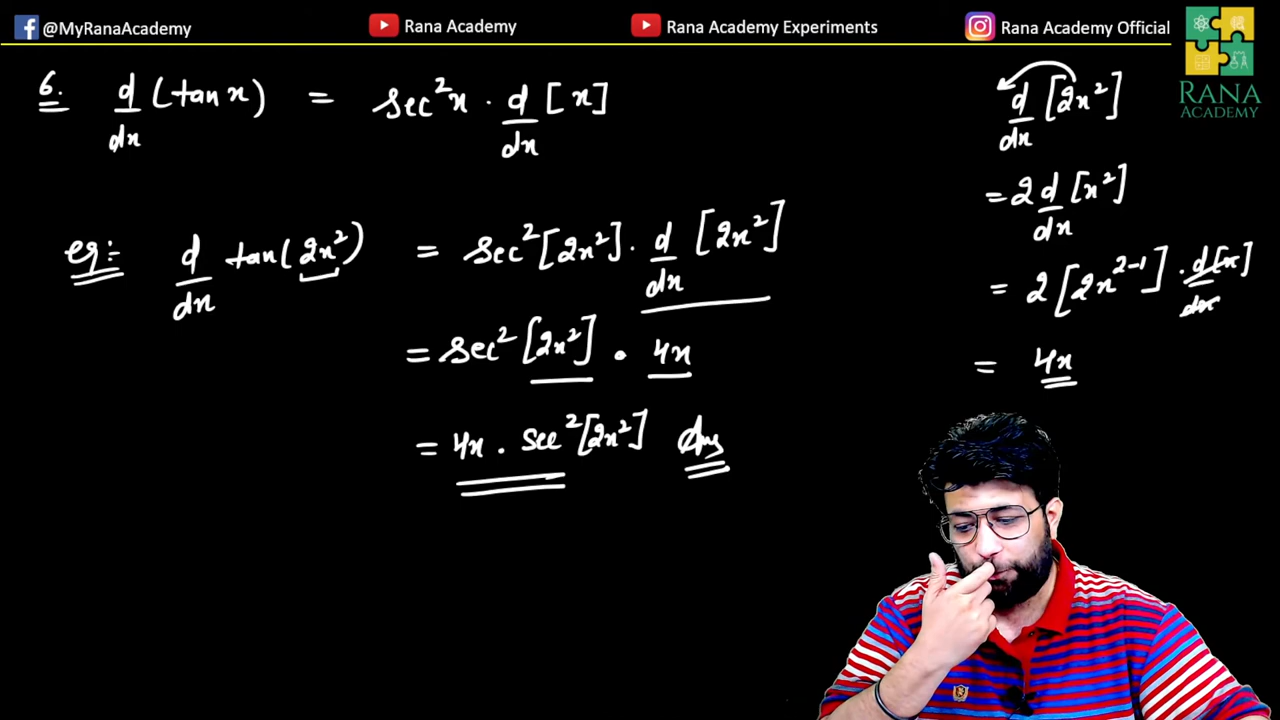 @MyRanaAcademy Rana Academy Rana Academy Experiments Rana Academy Official
RANA
ACADEMY
6. d/dx (tan x) = sec²x · d/dx [x]
eg:- d/dx tan(2x²) = sec²[2x²] · d/dx [2x²]
= sec²[2x²] · 4x
= 4x · sec²[2x²] Ans
d/dx [2x²]
= 2 d/dx [x²]
= 2[2x²⁻¹] · d/dx [x]
= 4x